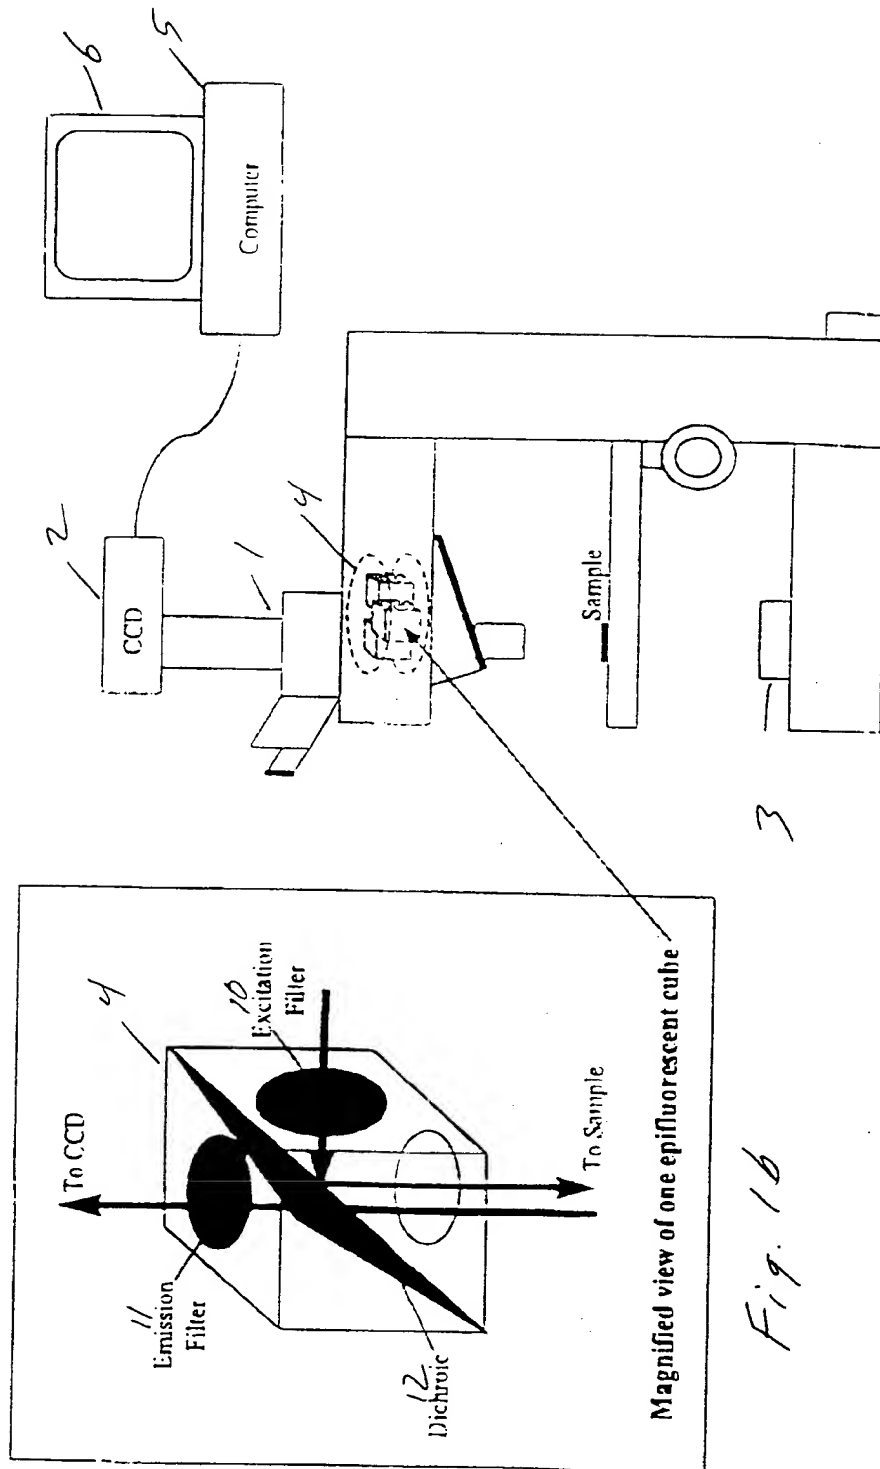 6
5
Computer
2
CCD
1
4
Sample
3
4
To CCD
11
Emission
Filter
10
Excitation
Filter
12
Dichroic
To Sample
Magnified view of one epifluorescent cube
Fig. 1b